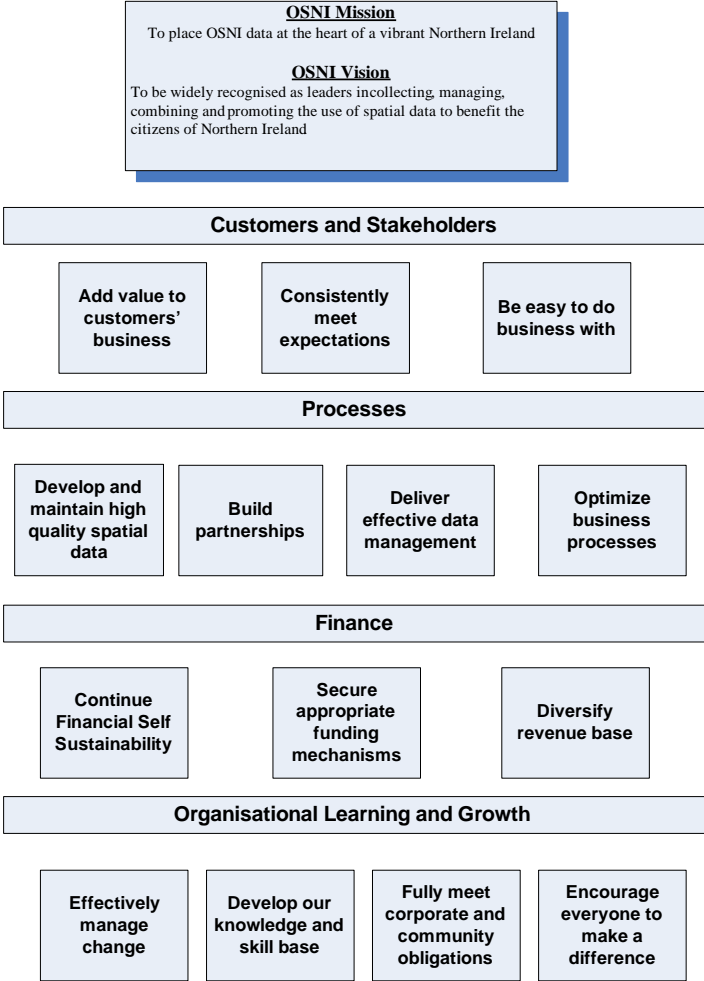 OSNI Mission
To place OSNI data at the heart of a vibrant Northern Ireland
OSNI Vision
To be widely recognised as leaders incollecting, managing,
combining and promoting the use of spatial data to benefit the
citizens of Northern Ireland
Customers and Stakeholders
Add value to
customers’
business
Consistently
meet
expectations
Be easy to do
business with
Processes
Develop and
maintain high
quality spatial
data
Build
partnerships
Deliver
effective data
management
Optimize
business
processes
Finance
Continue
Financial Self
Sustainability
Secure
appropriate
funding
mechanisms
Diversify
revenue base
Organisational Learning and Growth
Effectively
manage
change
Develop our
knowledge and
skill base
Fully meet
corporate and
community
obligations
Encourage
everyone to
make a
difference